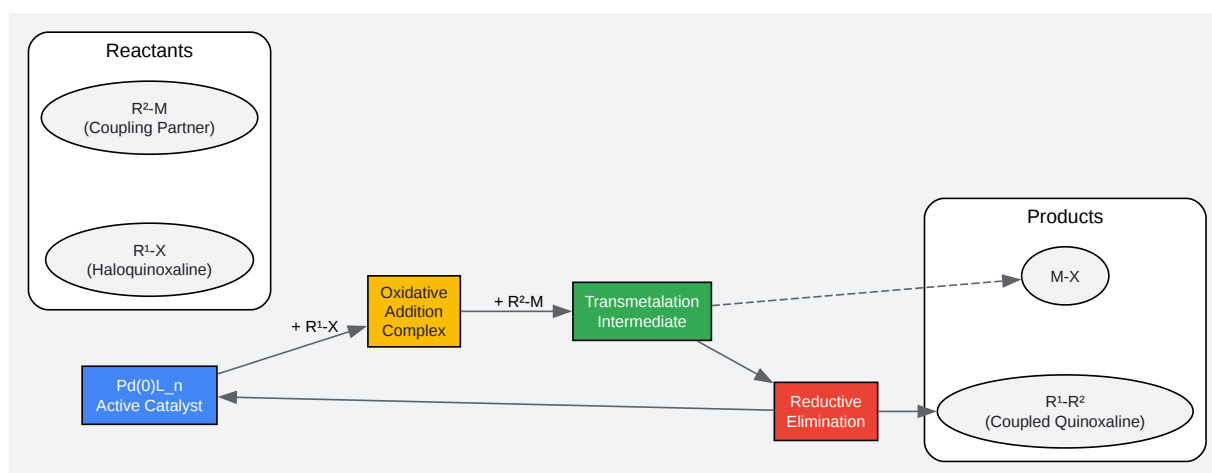 Reactants
R²-M
(Coupling Partner)
R¹-X
(Haloquinoxaline)
Pd(0)L_n
Active Catalyst
+ R¹-X
Oxidative
Addition
Complex
+ R²-M
Transmetalation
Intermediate
Reductive
Elimination
Products
M-X
R¹-R²
(Coupled Quinoxaline)